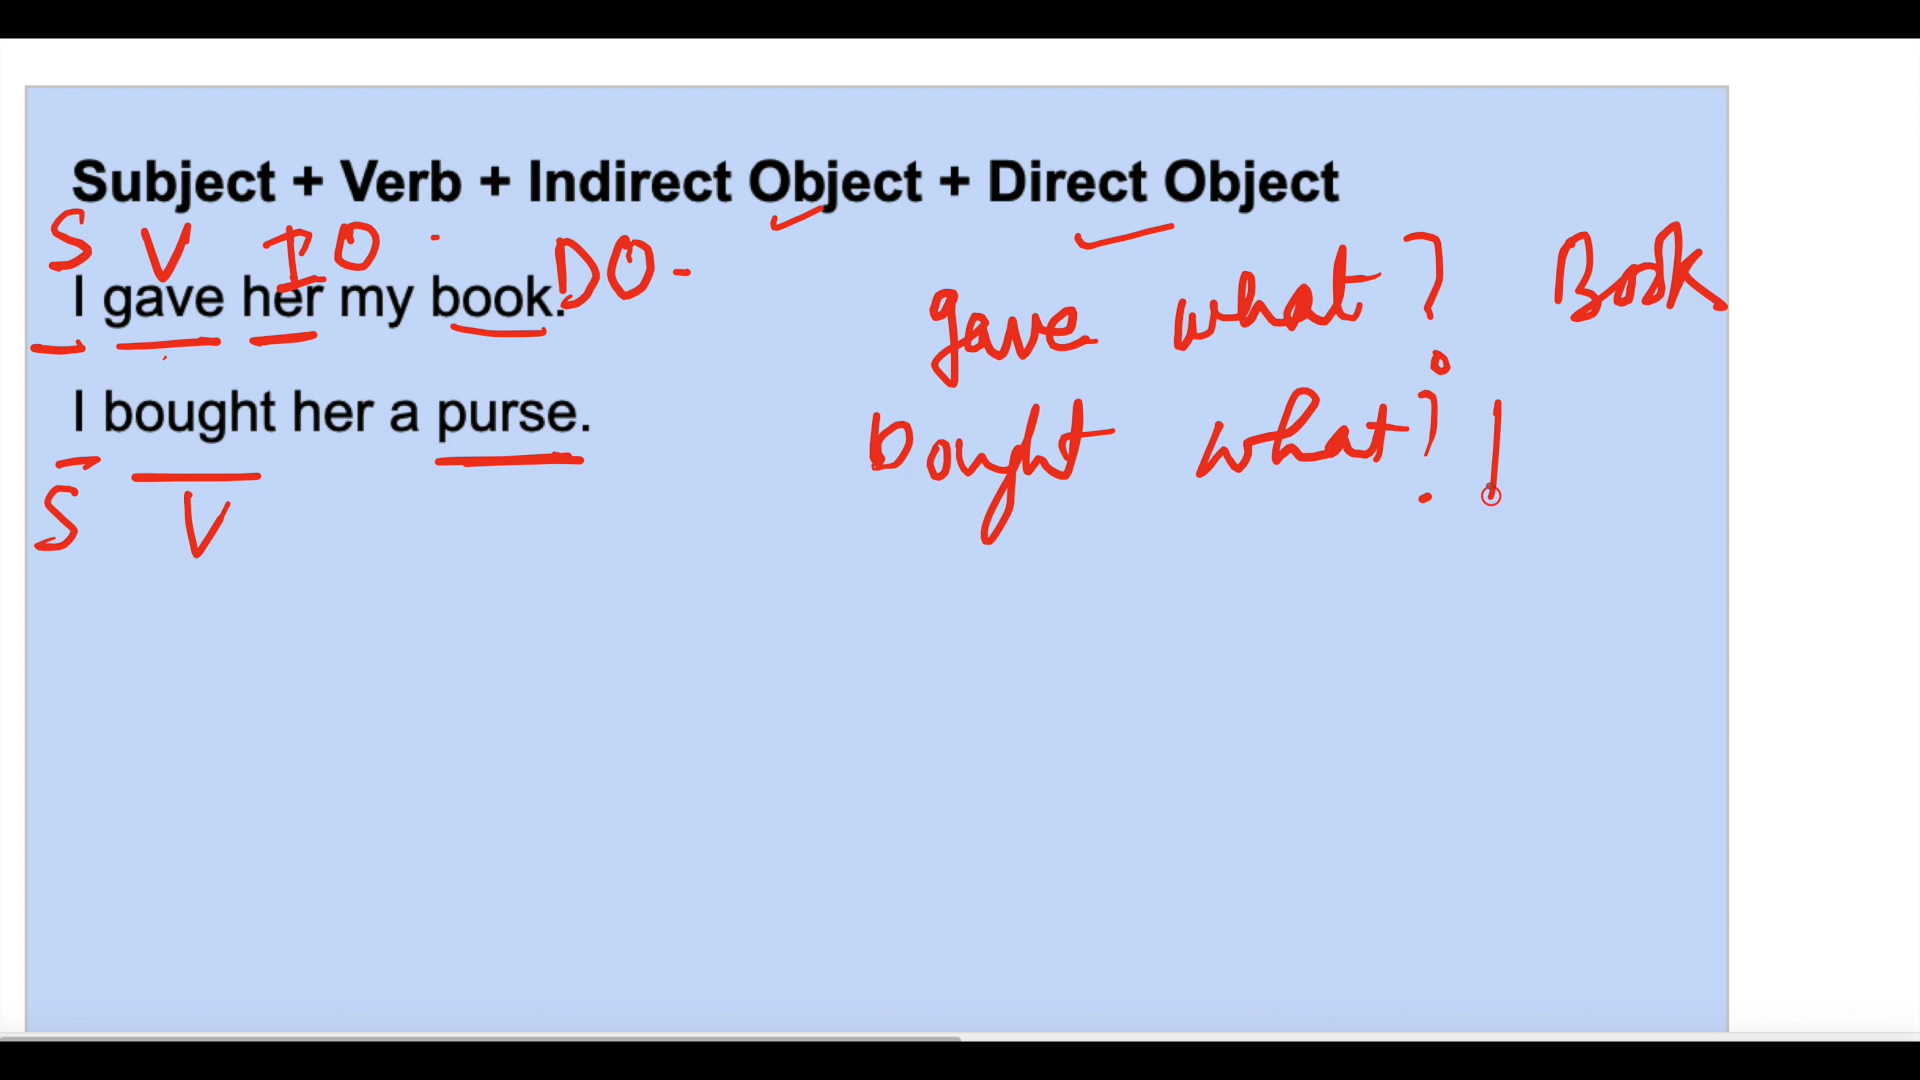 Subject + Verb + Indirect Object + Direct Object
S V IO . DO -
I gave her my book.
gave what? Book
I bought her a purse.
bought what?
S V